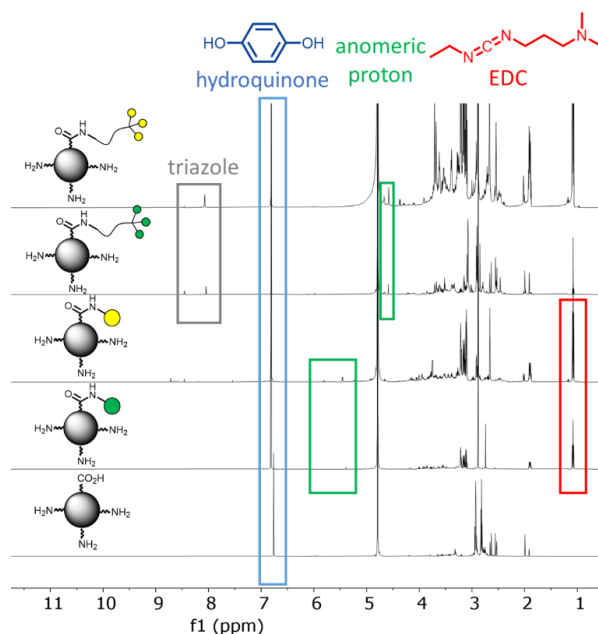 HO
OH
hydroquinone
anomeric
proton
N
C
N
N
EDC
triazole
O
H
N
H₂N
NH₂
NH₂
O
H
N
H₂N
NH₂
NH₂
O
H
N
H₂N
NH₂
NH₂
O
H
N
H₂N
NH₂
NH₂
CO₂H
H₂N
NH₂
NH₂
11 10 9 8 7 6 5 4 3 2 1
f1 (ppm)